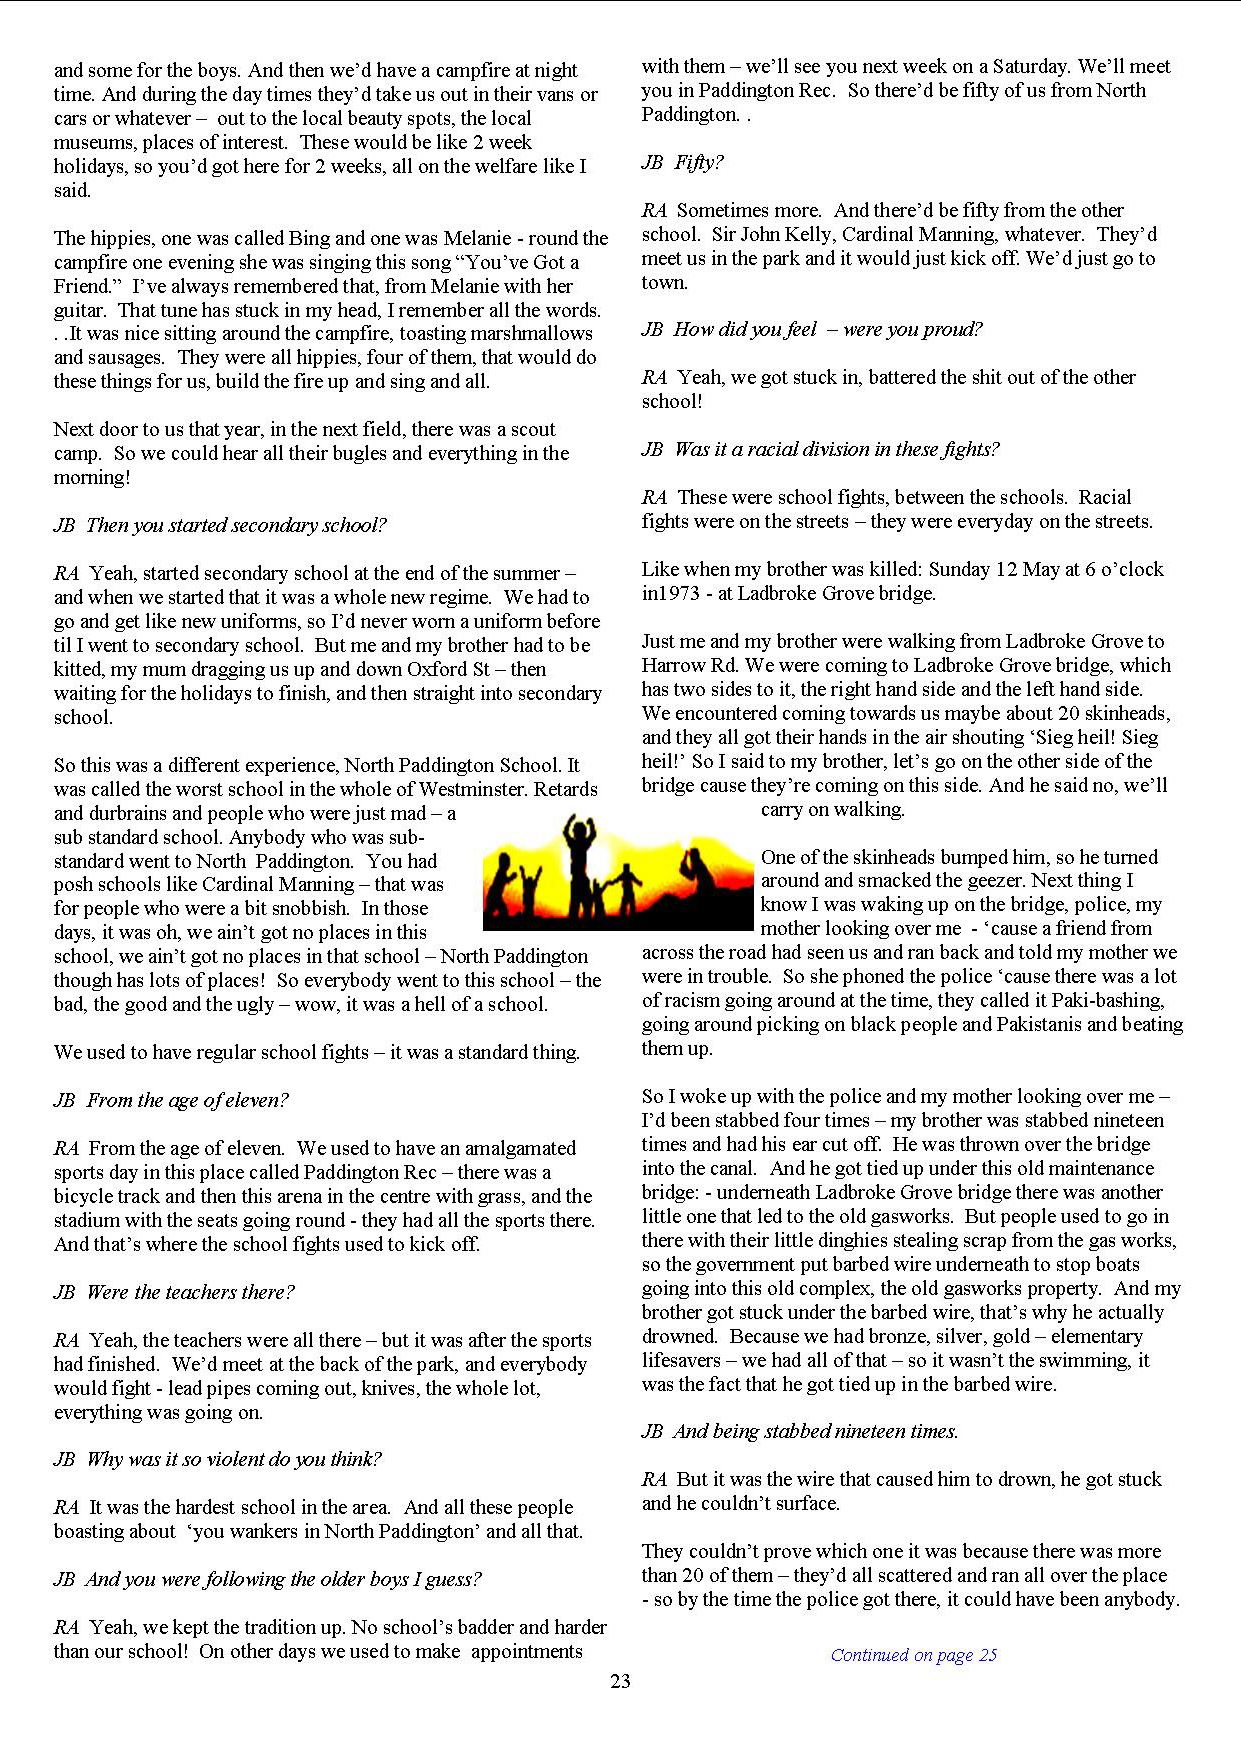 and some for the boys. And then we’d have a campfire at night
time. And during the day times they’d take us out in their vans or
cars or whatever – out to the local beauty spots, the local
museums, places of interest. These would be like 2 week
holidays, so you’d got here for 2 weeks, all on the welfare like I
said.
The hippies, one was called Bing and one was Melanie - round the
campfire one evening she was singing this song “You’ve Got a
Friend.” I’ve always remembered that, from Melanie with her
guitar. That tune has stuck in my head, I remember all the words.
. .It was nice sitting around the campfire, toasting marshmallows
and sausages. They were all hippies, four of them, that would do
these things for us, build the fire up and sing and all.
Next door to us that year, in the next field, there was a scout
camp. So we could hear all their bugles and everything in the
morning!
JB Then you started secondary school?
RA Yeah, started secondary school at the end of the summer –
and when we started that it was a whole new regime. We had to
go and get like new uniforms, so I’d never worn a uniform before
til I went to secondary school. But me and my brother had to be
kitted, my mum dragging us up and down Oxford St – then
waiting for the holidays to finish, and then straight into secondary
school.
So this was a different experience, North Paddington School. It
was called the worst school in the whole of Westminster. Retards
and durbrains and people who were just mad – a
sub standard school. Anybody who was sub-
standard went to North Paddington. You had
posh schools like Cardinal Manning – that was
for people who were a bit snobbish. In those
days, it was oh, we ain’t got no places in this
school, we ain’t got no places in that school – North Paddington
though has lots of places! So everybody went to this school – the
bad, the good and the ugly – wow, it was a hell of a school.
We used to have regular school fights – it was a standard thing.
JB From the age of eleven?
RA From the age of eleven. We used to have an amalgamated
sports day in this place called Paddington Rec – there was a
bicycle track and then this arena in the centre with grass, and the
stadium with the seats going round - they had all the sports there.
And that’s where the school fights used to kick off.
JB Were the teachers there?
RA Yeah, the teachers were all there – but it was after the sports
had finished. We’d meet at the back of the park, and everybody
would fight - lead pipes coming out, knives, the whole lot,
everything was going on.
JB Why was it so violent do you think?
RA It was the hardest school in the area. And all these people
boasting about ‘you wankers in North Paddington’ and all that.
JB And you were following the older boys I guess?
RA Yeah, we kept the tradition up. No school’s badder and harder
than our school! On other days we used to make appointments
with them – we’ll see you next week on a Saturday. We’ll meet
you in Paddington Rec. So there’d be fifty of us from North
Paddington. .
JB Fifty?
RA Sometimes more. And there’d be fifty from the other
school. Sir John Kelly, Cardinal Manning, whatever. They’d
meet us in the park and it would just kick off. We’d just go to
town.
JB How did you feel – were you proud?
RA Yeah, we got stuck in, battered the shit out of the other
school!
JB Was it a racial division in these fights?
RA These were school fights, between the schools. Racial
fights were on the streets – they were everyday on the streets.
Like when my brother was killed: Sunday 12 May at 6 o’clock
in1973 - at Ladbroke Grove bridge.
Just me and my brother were walking from Ladbroke Grove to
Harrow Rd. We were coming to Ladbroke Grove bridge, which
has two sides to it, the right hand side and the left hand side.
We encountered coming towards us maybe about 20 skinheads,
and they all got their hands in the air shouting ‘Sieg heil! Sieg
heil!’ So I said to my brother, let’s go on the other side of the
bridge cause they’re coming on this side. And he said no, we’ll
carry on walking.
One of the skinheads bumped him, so he turned
around and smacked the geezer. Next thing I
know I was waking up on the bridge, police, my
mother looking over me - ‘cause a friend from
across the road had seen us and ran back and told my mother we
were in trouble. So she phoned the police ‘cause there was a lot
of racism going around at the time, they called it Paki-bashing,
going around picking on black people and Pakistanis and beating
them up.
So I woke up with the police and my mother looking over me –
I’d been stabbed four times – my brother was stabbed nineteen
times and had his ear cut off. He was thrown over the bridge
into the canal. And he got tied up under this old maintenance
bridge: - underneath Ladbroke Grove bridge there was another
little one that led to the old gasworks. But people used to go in
there with their little dinghies stealing scrap from the gas works,
so the government put barbed wire underneath to stop boats
going into this old complex, the old gasworks property. And my
brother got stuck under the barbed wire, that’s why he actually
drowned. Because we had bronze, silver, gold – elementary
lifesavers – we had all of that – so it wasn’t the swimming, it
was the fact that he got tied up in the barbed wire.
JB And being stabbed nineteen times.
RA But it was the wire that caused him to drown, he got stuck
and he couldn’t surface.
They couldn’t prove which one it was because there was more
than 20 of them – they’d all scattered and ran all over the place
- so by the time the police got there, it could have been anybody.
Continued on page 25
23